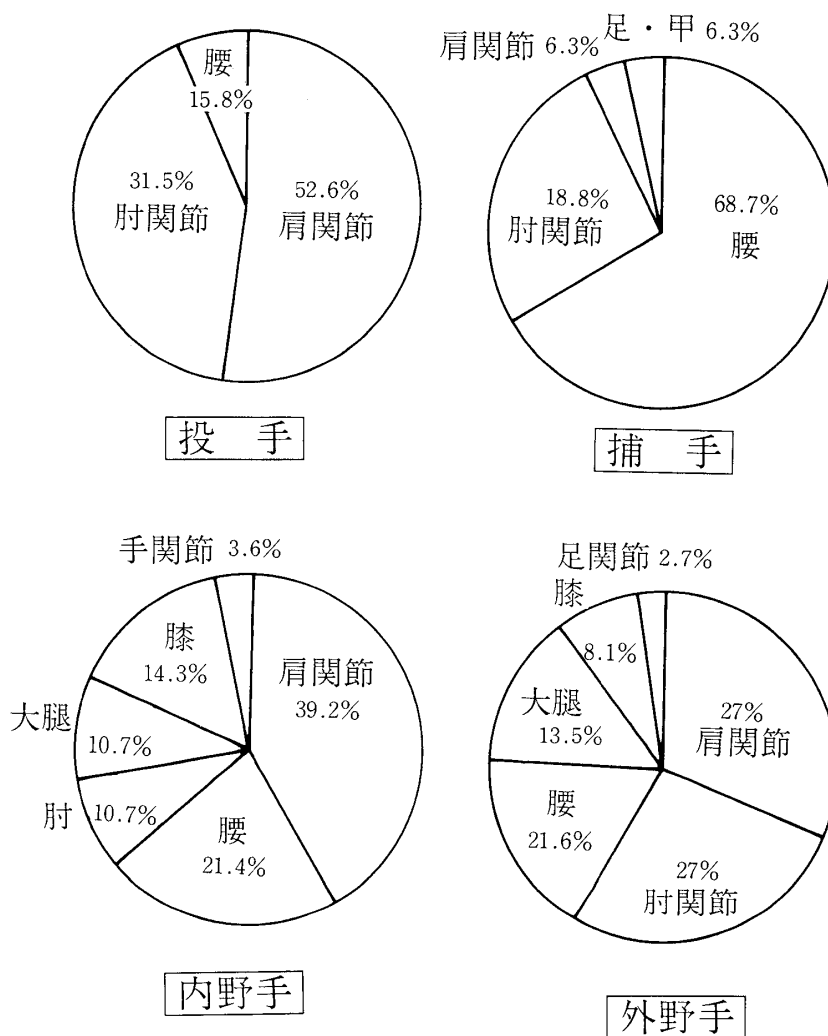 腰
15.8%
31.5%
肘関節
52.6%
肩関節
投 手
肩関節 6.3%
足・甲 6.3%
18.8%
肘関節
68.7%
腰
捕 手
手関節 3.6%
膝
14.3%
肩関節
39.2%
大腿
10.7%
肘
10.7%
腰
21.4%
内野手
足関節 2.7%
膝
8.1%
大腿
13.5%
27%
肩関節
腰
21.6%
27%
肘関節
外野手